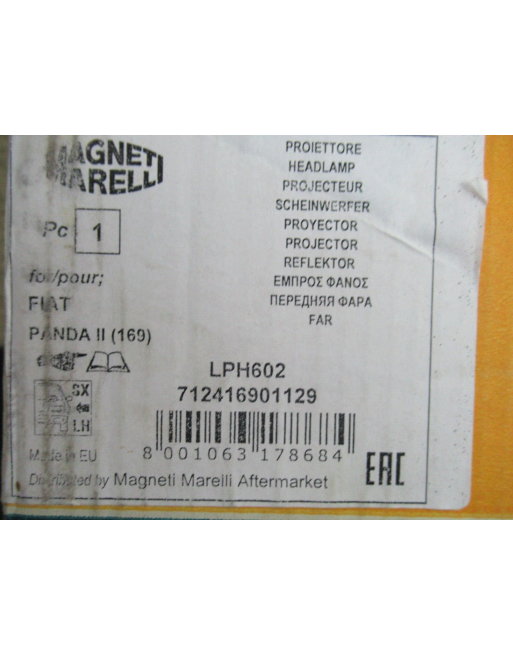 MAGNETI
MARELLI
Pc 1
for/pour;
FIAT
PANDA II (169)
SX
LH
Made in EU
Distributed by Magneti Marelli Aftermarket
PROIETTORE
HEADLAMP
PROJECTEUR
SCHEINWERFER
PROYECTOR
PROJECTOR
REFLEKTOR
ΕΜΠΡΟΣ ΦΑΝΟΣ
ПЕРЕДНЯЯ ФАРА
FAR
LPH602
712416901129
8 001063 178684
EAC